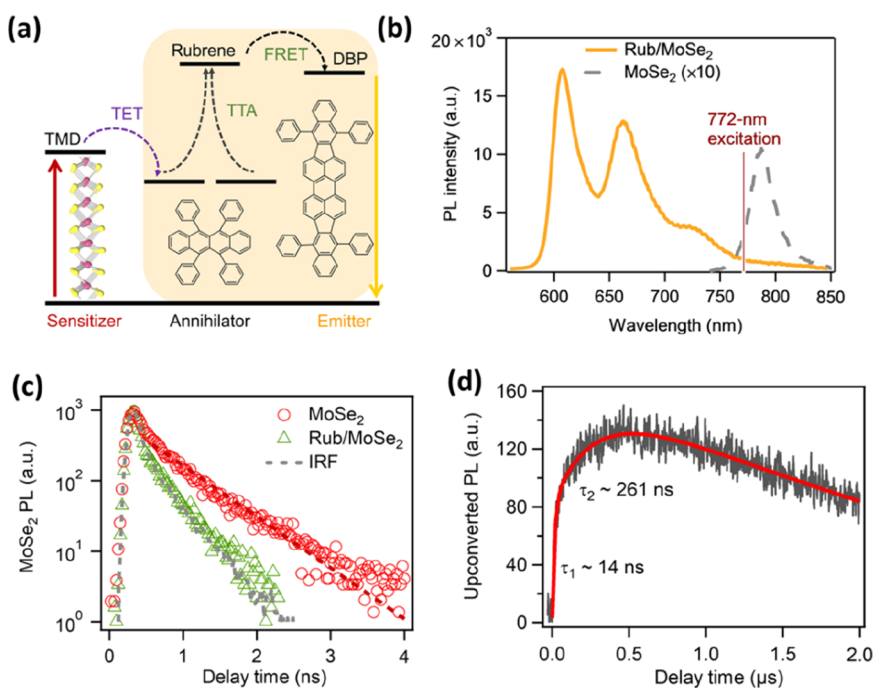 (a)
Rubrene
FRET
DBP
TET
TTA
TMD
Sensitizer
Annihilator
Emitter
(b)
20×10³
15
10
5
0
PL intensity (a.u.)
Rub/MoSe₂
MoSe₂ (×10)
772-nm
excitation
600
650
700
750
800
850
Wavelength (nm)
(c)
10³
10²
10¹
10⁰
MoSe₂ PL (a.u.)
MoSe₂
Rub/MoSe₂
IRF
0
1
2
3
4
Delay time (ns)
(d)
160
120
80
40
0
Upconverted PL (a.u.)
τ₂ ~ 261 ns
τ₁ ~ 14 ns
0.0
0.5
1.0
1.5
2.0
Delay time (µs)